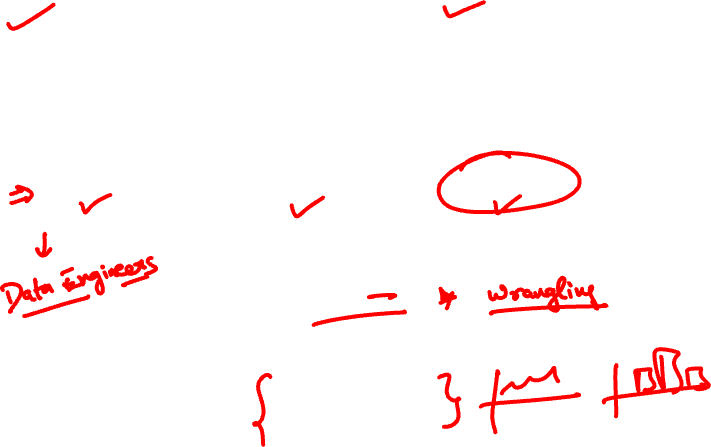 Data Engineers
wrangling
{ }